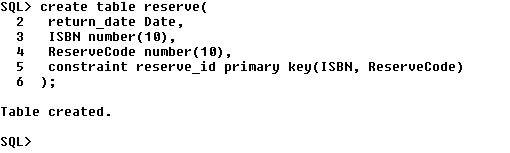 SQL> create table reserve(
  2   return_date Date,
  3   ISBN number(10),
  4   ReserveCode number(10),
  5   constraint reserve_id primary key(ISBN, ReserveCode)
  6  );
Table created.
SQL>